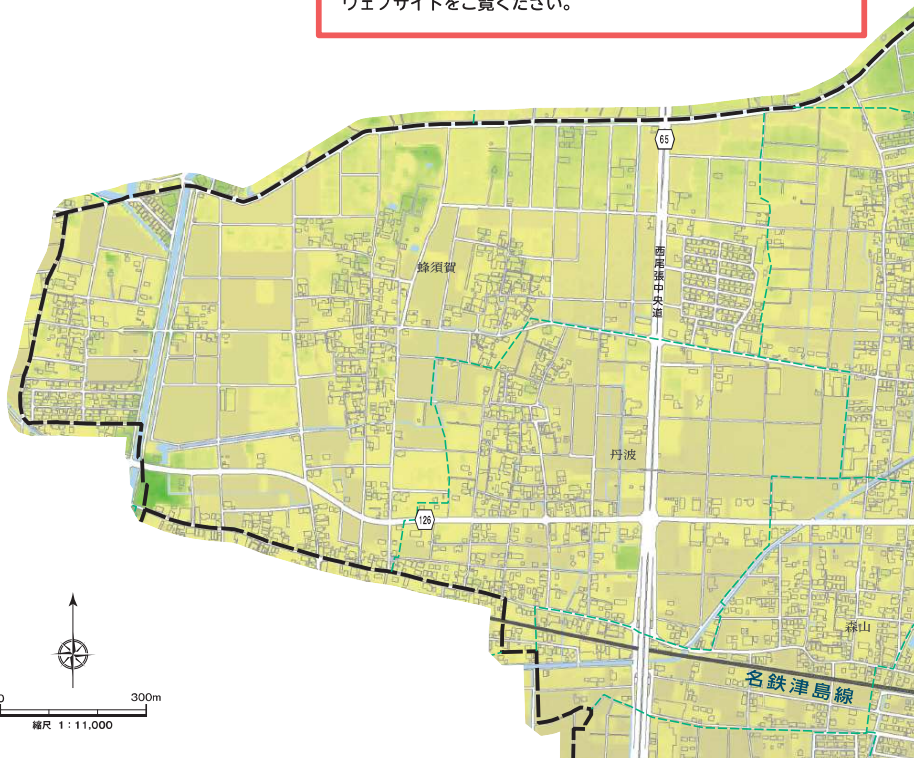 ウェブサイトをご覧ください。
65
蜂須賀
西尾張中央道
丹波
126
森山
名鉄津島線
0 300m
縮尺 1:11,000